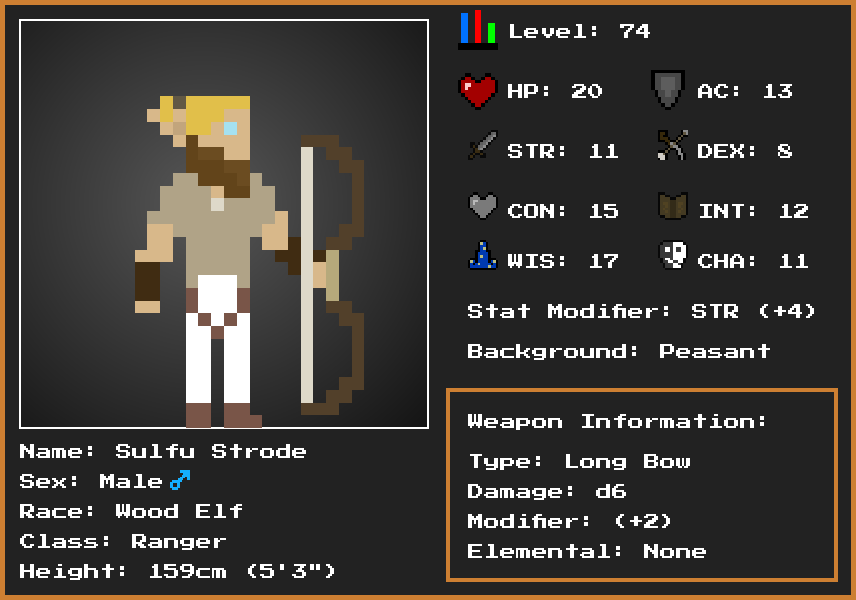 Level: 74
HP: 20 AC: 13
STR: 11 DEX: 8
CON: 15 INT: 12
WIS: 17 CHA: 11
Stat Modifier: STR (+4)
Background: Peasant
Weapon Information:
Type: Long Bow
Damage: d6
Modifier: (+2)
Elemental: None
Name: Sulfu Strode
Sex: Male♂
Race: Wood Elf
Class: Ranger
Height: 159cm (5'3")